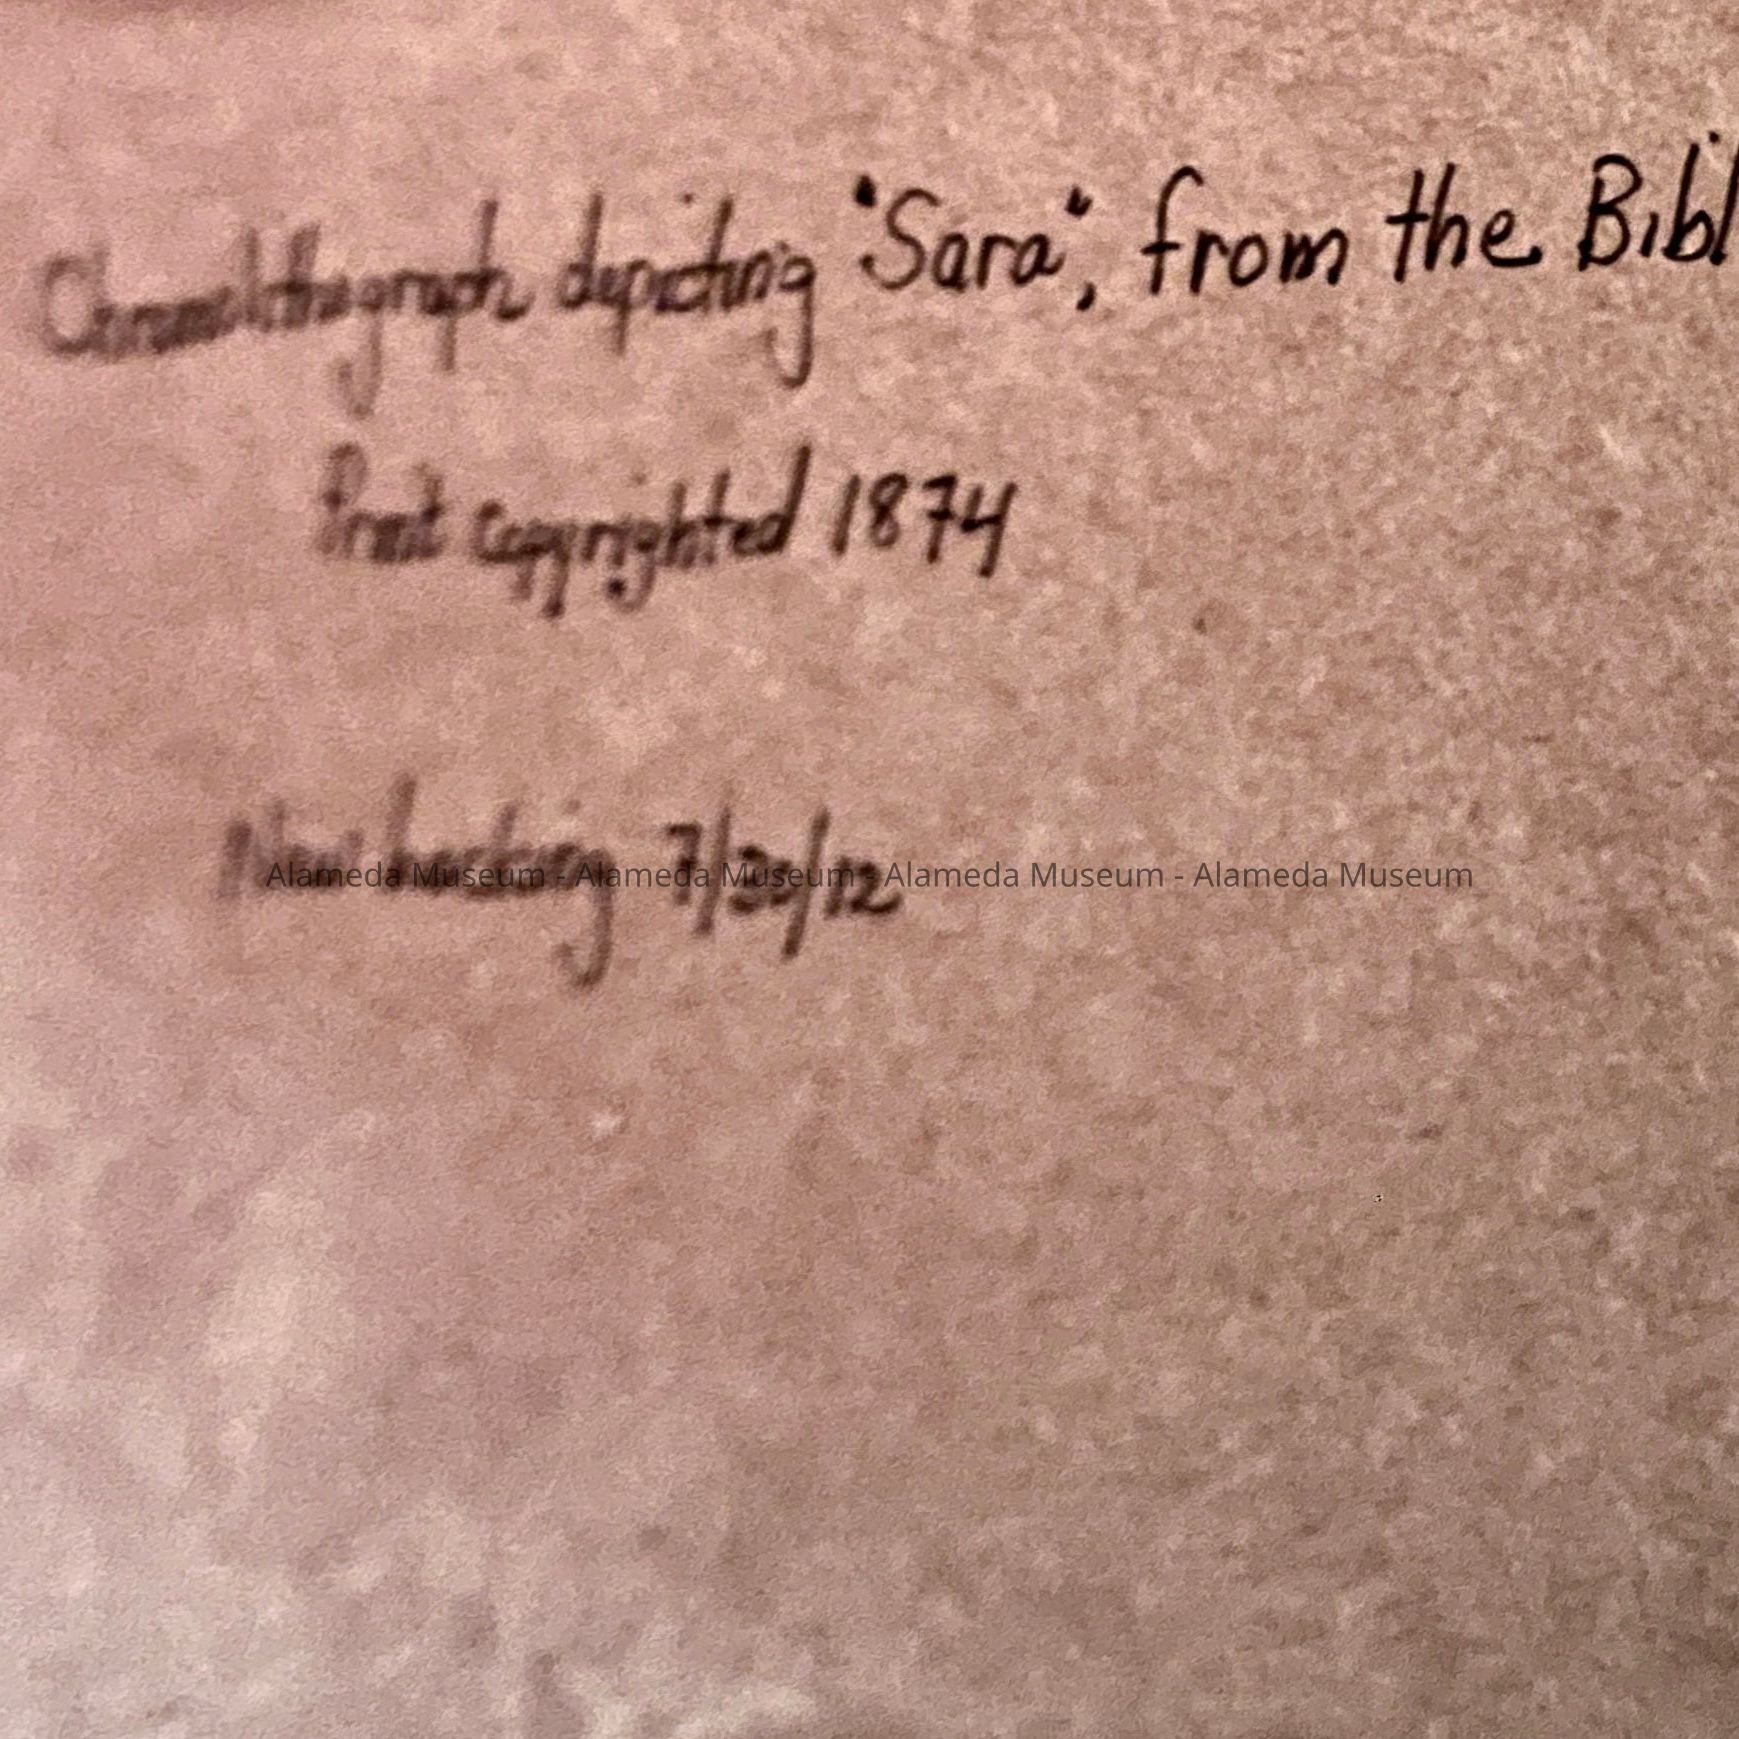 Chromolithograph depicting "Sara", from the Bibl
Print copyrighted 1874
New backing 7/30/12
Alameda Museum - Alameda Museum - Alameda Museum - Alameda Museum